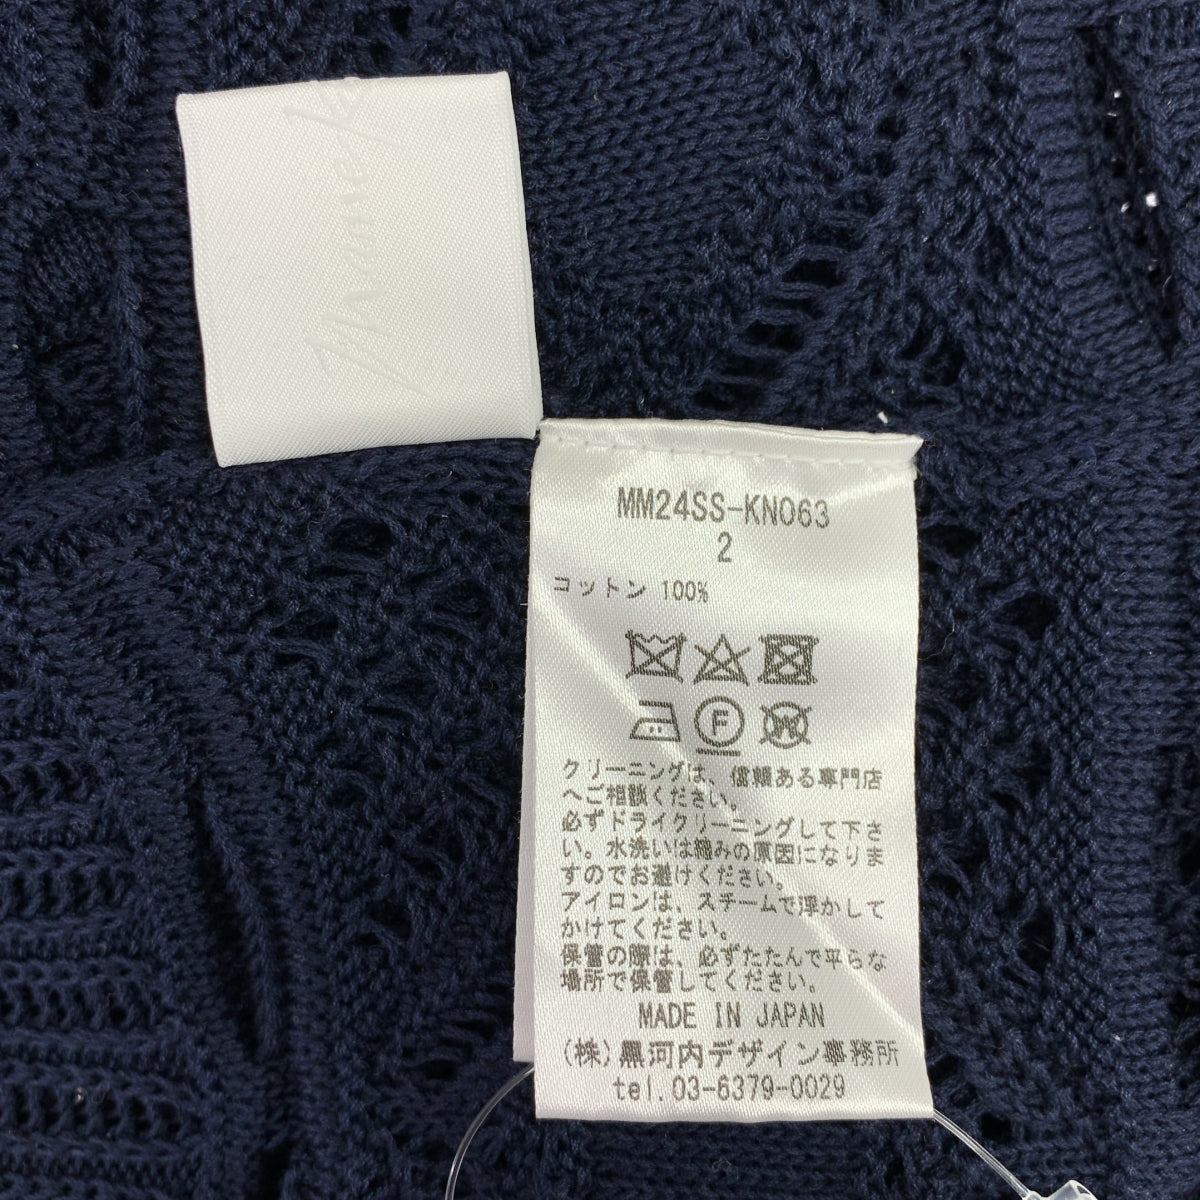 Mame K
MM24SS-KN063
2
コットン 100%
F
W
クリーニングは、信頼ある専門店
へご相談ください。
必ずドライクリーニングして下さ
い。水洗いは縮みの原因になりま
すのでお避けください。
アイロンは、スチームで浮かして
かけてください。
保管の際は、必ずたたんで平らな
場所で保管してください。
MADE IN JAPAN
(株)黒河内デザイン事務所
tel.03-6379-0029